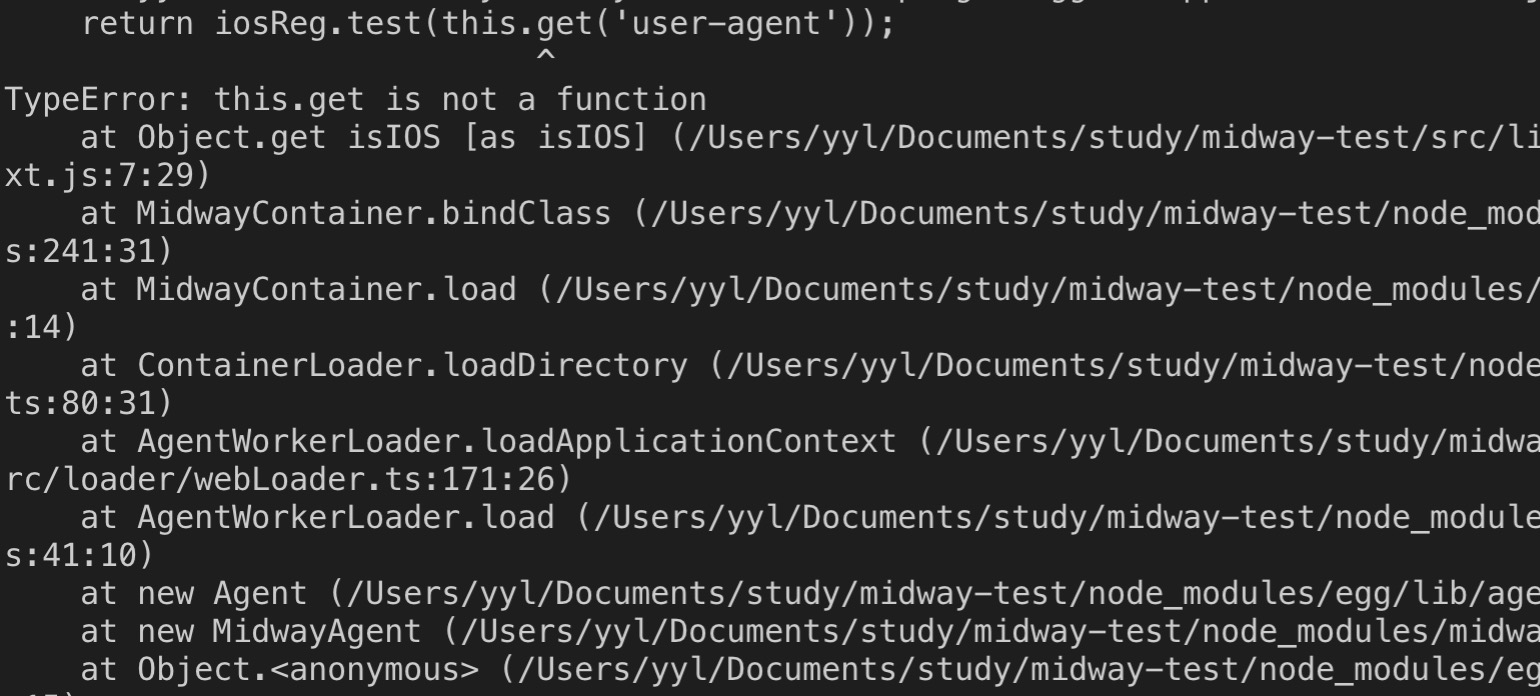 return iosReg.test(this.get('user-agent'));
^
TypeError: this.get is not a function
at Object.get isIOS [as isIOS] (/Users/yyl/Documents/study/midway-test/src/li
xt.js:7:29)
at MidwayContainer.bindClass (/Users/yyl/Documents/study/midway-test/node_mod
s:241:31)
at MidwayContainer.load (/Users/yyl/Documents/study/midway-test/node_modules/
:14)
at ContainerLoader.loadDirectory (/Users/yyl/Documents/study/midway-test/node
ts:80:31)
at AgentWorkerLoader.loadApplicationContext (/Users/yyl/Documents/study/midwa
rc/loader/webLoader.ts:171:26)
at AgentWorkerLoader.load (/Users/yyl/Documents/study/midway-test/node_module
s:41:10)
at new Agent (/Users/yyl/Documents/study/midway-test/node_modules/egg/lib/age
at new MidwayAgent (/Users/yyl/Documents/study/midway-test/node_modules/midwa
at Object.<anonymous> (/Users/yyl/Documents/study/midway-test/node_modules/eg